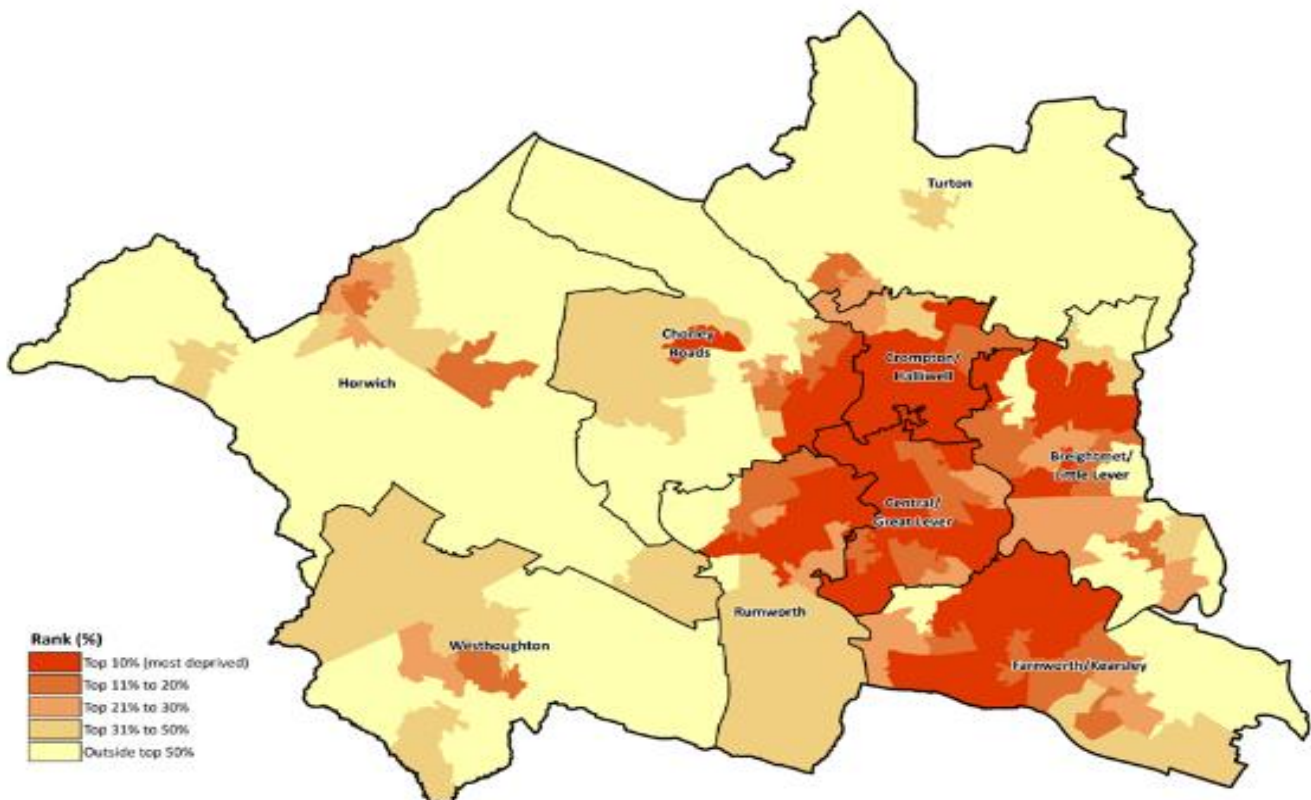 Turton
Chorley
Roads
Crompton/
Halliwell
Horwich
Breightmet/
Little Lever
Central/
Great Lever
Rumworth
Westhoughton
Farnworth/Kearsley
Rank (%)
Top 10% (most deprived)
Top 11% to 20%
Top 21% to 30%
Top 31% to 50%
Outside top 50%